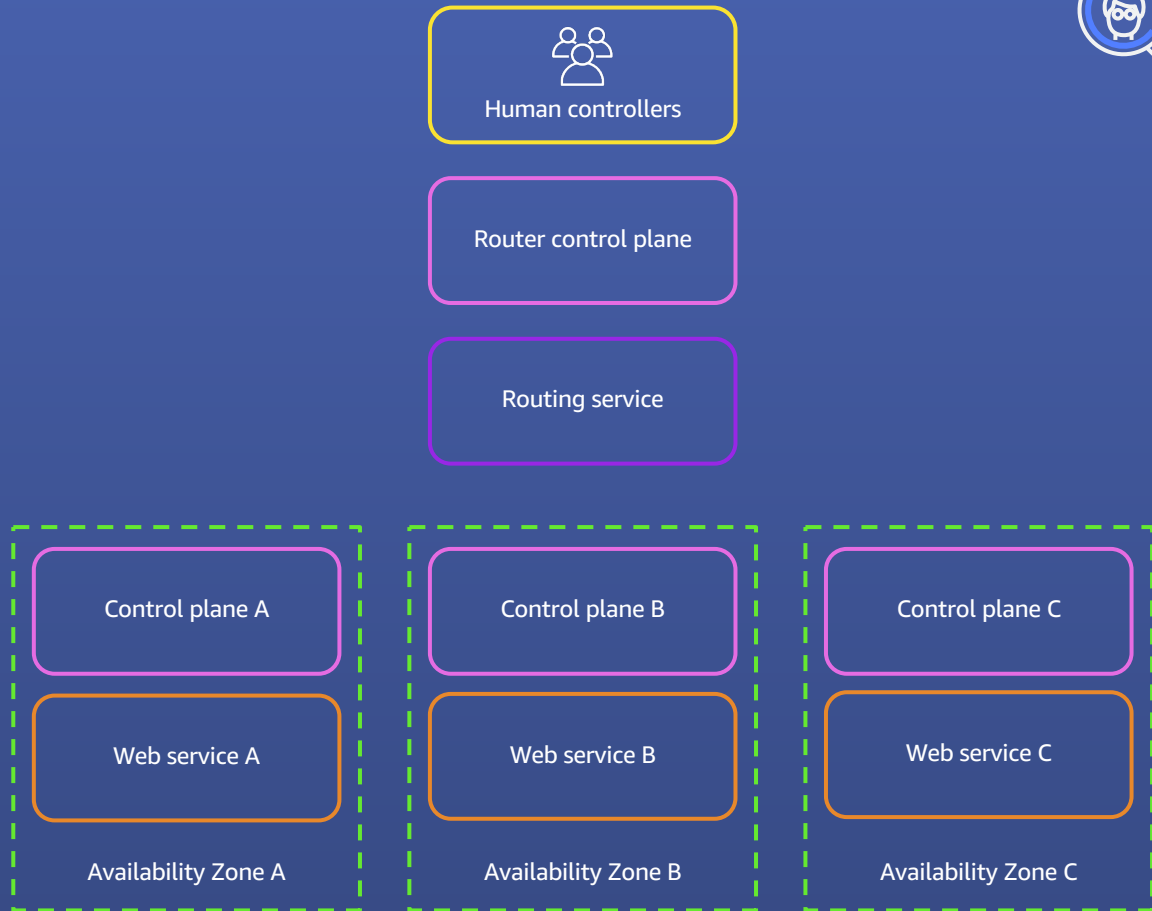 Human controllers
Router control plane
Routing service
Control plane A
Control plane B
Control plane C
Web service A
Web service B
Web service C
Availability Zone A
Availability Zone B
Availability Zone C